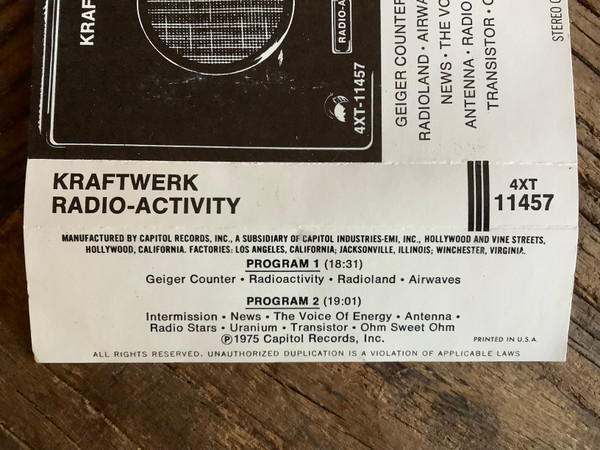 KRAF
RADIO-A
4XT-11457
GEIGER COUNTER
RADIOLAND • AIRWA
NEWS • THE VO
ANTENNA • RADIO
TRANSISTOR •
STEREO
KRAFTWERK
RADIO-ACTIVITY
4XT
11457
MANUFACTURED BY CAPITOL RECORDS, INC., A SUBSIDIARY OF CAPITOL INDUSTRIES-EMI, INC., HOLLYWOOD AND VINE STREETS,
HOLLYWOOD, CALIFORNIA. FACTORIES: LOS ANGELES, CALIFORNIA; JACKSONVILLE, ILLINOIS; WINCHESTER, VIRGINIA.
PROGRAM 1 (18:31)
Geiger Counter • Radioactivity • Radioland • Airwaves
PROGRAM 2 (19:01)
Intermission • News • The Voice Of Energy • Antenna •
Radio Stars • Uranium • Transistor • Ohm Sweet Ohm
Ⓟ1975 Capitol Records, Inc.
PRINTED IN U.S.A.
ALL RIGHTS RESERVED. UNAUTHORIZED DUPLICATION IS A VIOLATION OF APPLICABLE LAWS